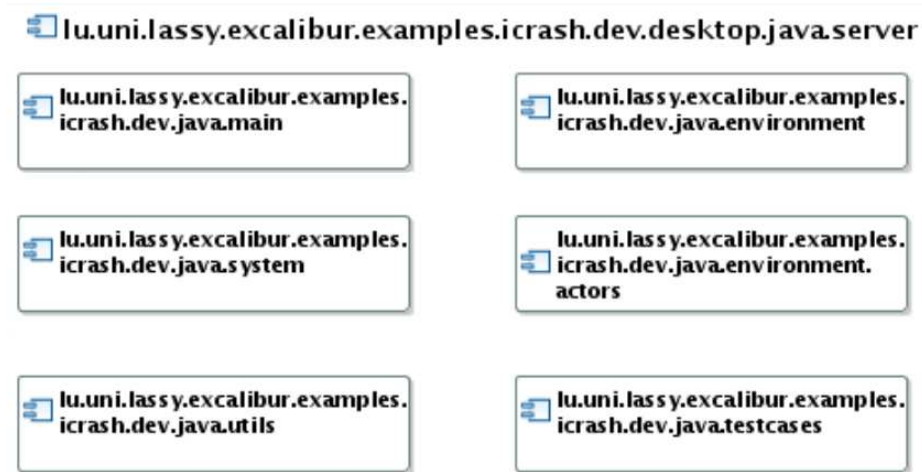 lu.uni.lassy.excalibur.examples.icrash.dev.desktop.java.server
lu.uni.lassy.excalibur.examples.
icrash.dev.java.main
lu.uni.lassy.excalibur.examples.
icrash.dev.java.environment
lu.uni.lassy.excalibur.examples.
icrash.dev.java.system
lu.uni.lassy.excalibur.examples.
icrash.dev.java.environment.
actors
lu.uni.lassy.excalibur.examples.
icrash.dev.java.utils
lu.uni.lassy.excalibur.examples.
icrash.dev.java.testcases